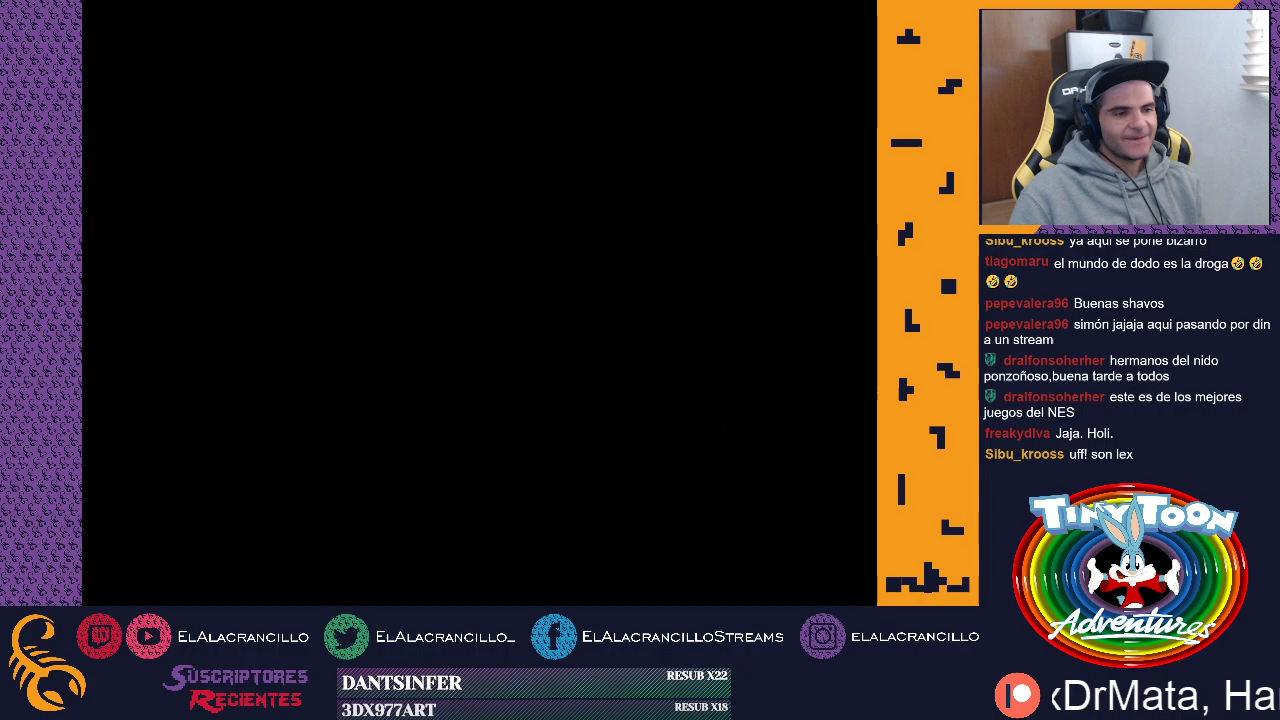 Sibu_krooss ya aqui se pone bizarro
tiagomaru el mundo de dodo es la droga🤣🤣
🤣🤣
pepevalera96 Buenas shavos
pepevalera96 simón jajaja aqui pasando por din
a un stream
dralfonsoherher hermanos del nido
ponzoñoso,buena tarde a todos
dralfonsoherher este es de los mejores
juegos del NES
freakydiva Jaja. Holi.
Sibu_krooss uff! son lex
TINY TOON
Adventures
ElAlacrancillo
ElAlacrancillo_
ElAlacrancilloStreams
elalacrancillo
Suscriptores
Recientes
DANTSINFER RESUB X22
3DX977ART RESUB X18
xDrMata, Ha